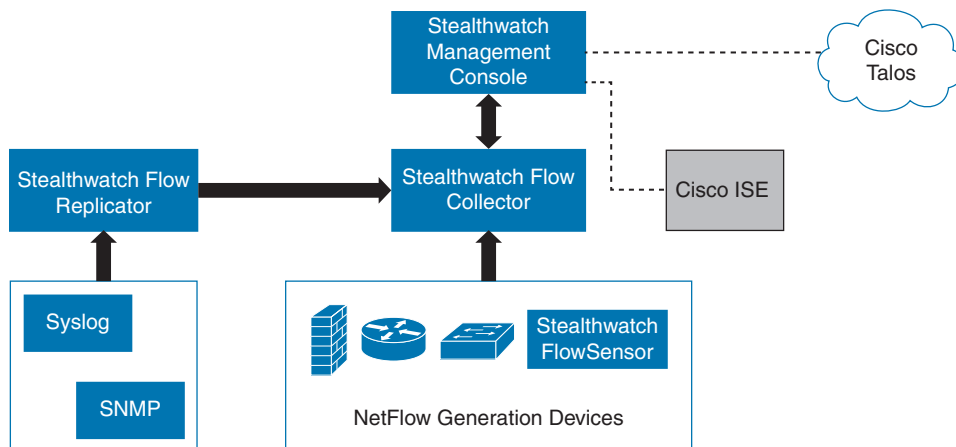 Stealthwatch
Management
Console
Cisco
Talos
Stealthwatch Flow
Replicator
Stealthwatch Flow
Collector
Cisco ISE
Syslog
SNMP
Stealthwatch
FlowSensor
NetFlow Generation Devices